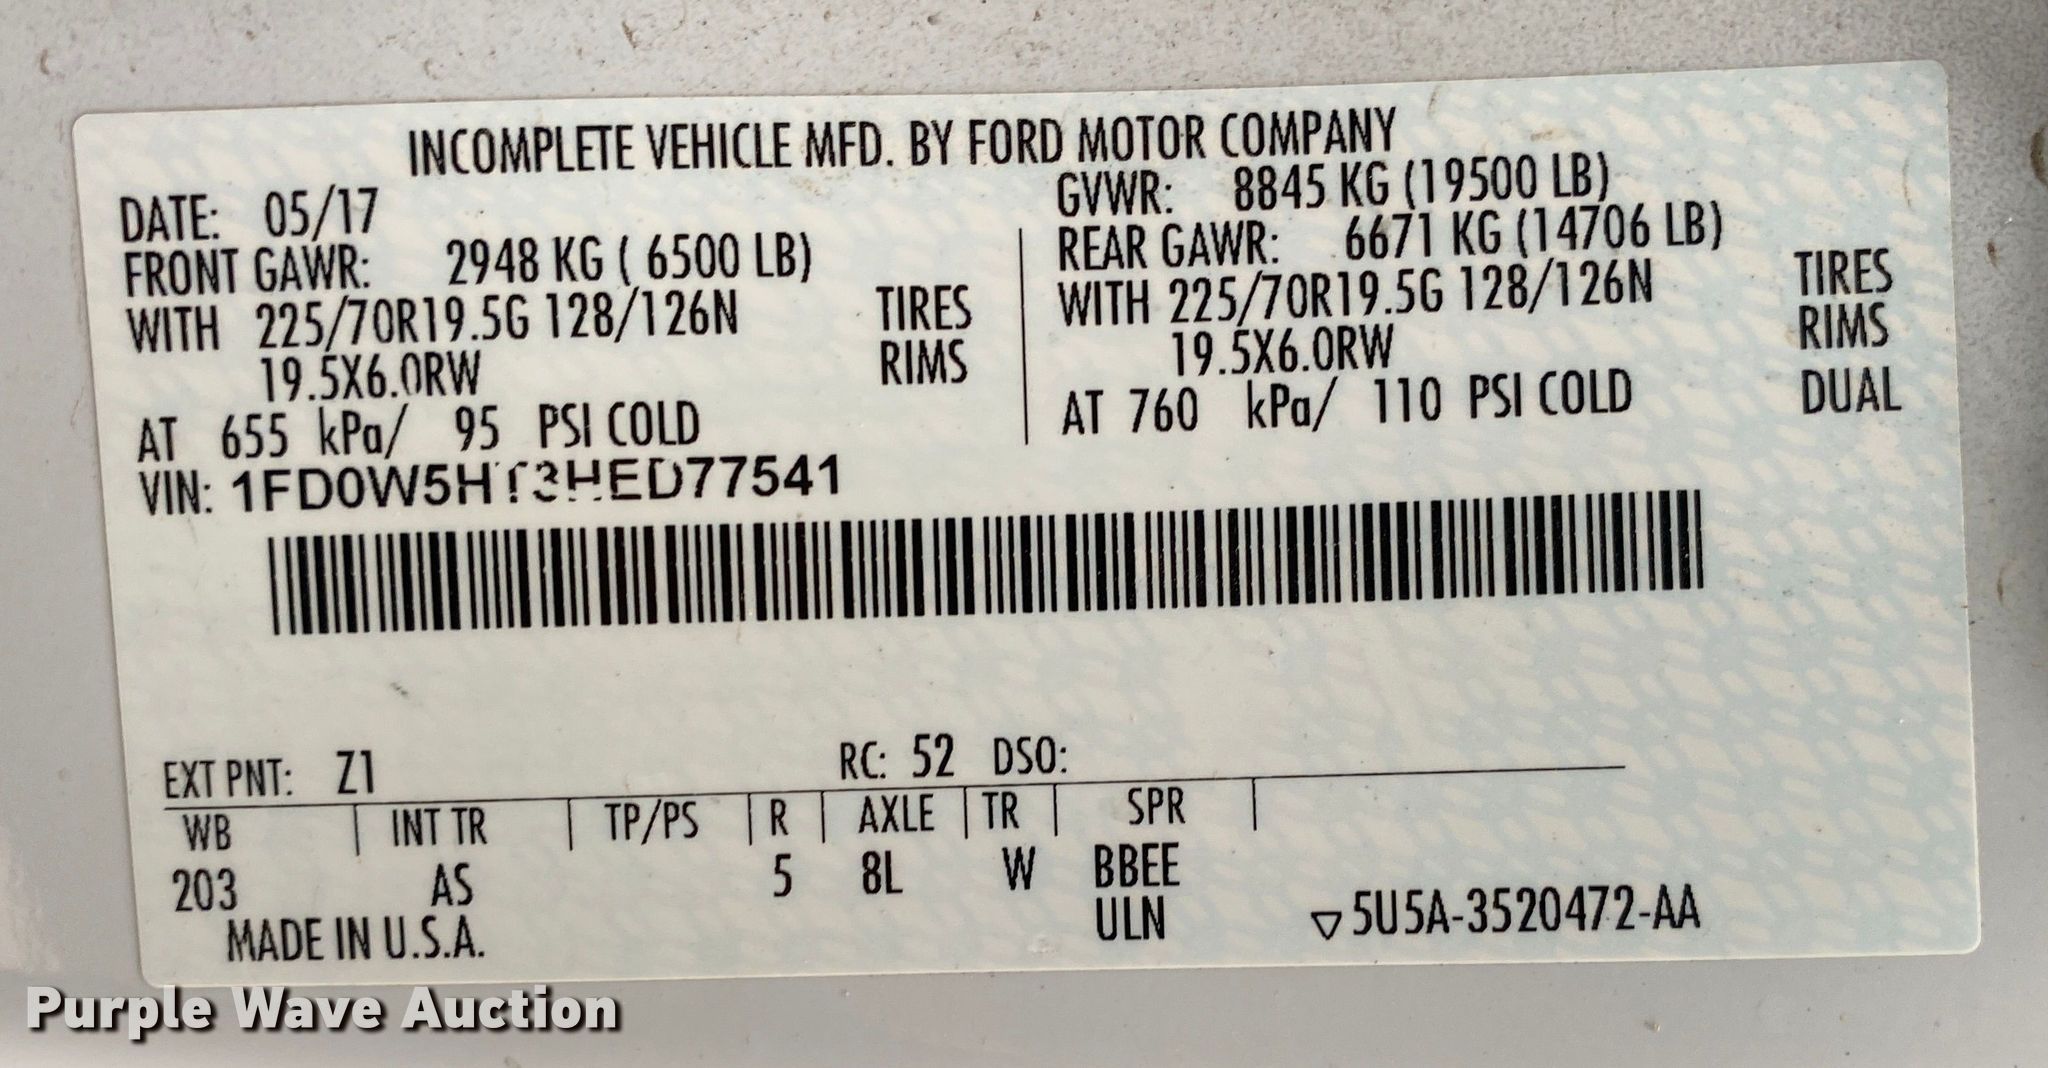 INCOMPLETE VEHICLE MFD. BY FORD MOTOR COMPANY
DATE: 05/17
GVWR: 8845 KG (19500 LB)
FRONT GAWR: 2948 KG ( 6500 LB)
REAR GAWR: 6671 KG (14706 LB)
WITH 225/70R19.5G 128/126N TIRES
WITH 225/70R19.5G 128/126N TIRES
19.5X6.0RW RIMS
19.5X6.0RW RIMS
AT 655 kPa/ 95 PSI COLD
AT 760 kPa/ 110 PSI COLD DUAL
VIN: 1FD0W5HT3HED77541
EXT PNT: Z1 RC: 52 DSO:
WB | INT TR | TP/PS | R | AXLE | TR | SPR |
203 AS 5 8L W BBEE
ULN
▽5U5A-3520472-AA
MADE IN U.S.A.
Purple Wave Auction